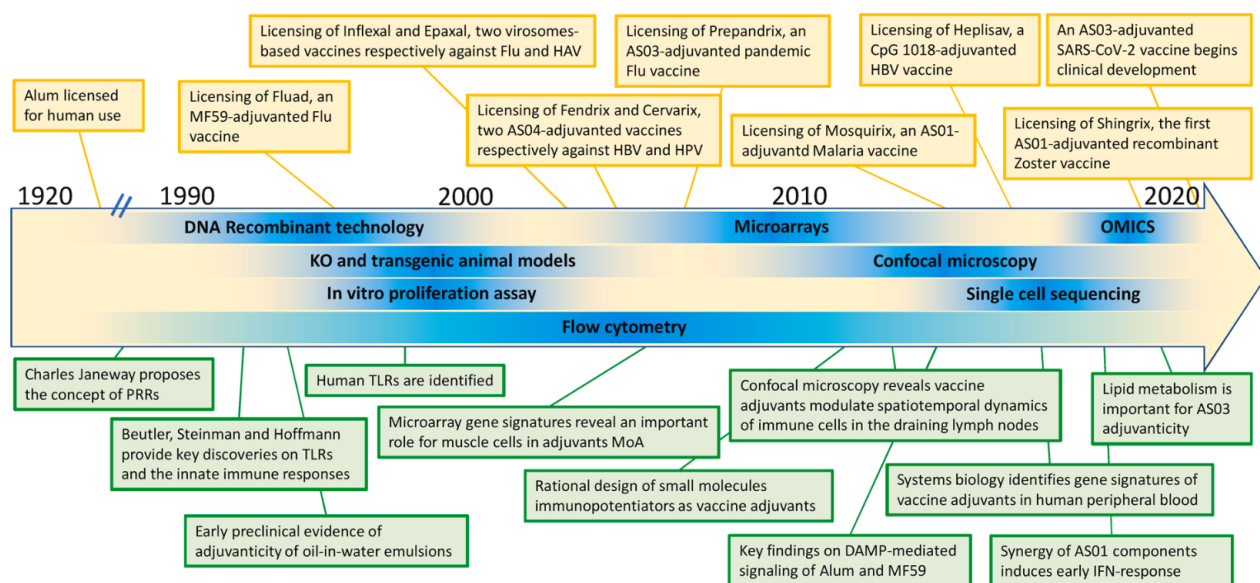 Alum licensed
for human use
Licensing of Fluad, an
MF59-adjuvanted Flu
vaccine
Licensing of Inflexal and Epaxal, two virosomes-
based vaccines respectively against Flu and HAV
Licensing of Fendrix and Cervarix,
two AS04-adjuvanted vaccines
respectively against HBV and HPV
Licensing of Prepandrix, an
AS03-adjuvanted pandemic
Flu vaccine
Licensing of Mosquirix, an AS01-
adjuvantd Malaria vaccine
Licensing of Heplisav, a
CpG 1018-adjuvanted
HBV vaccine
An AS03-adjuvanted
SARS-CoV-2 vaccine begins
clinical development
Licensing of Shingrix, the first
AS01-adjuvanted recombinant
Zoster vaccine
1920 1990 2000 2010 2020
DNA Recombinant technology Microarrays OMICS
KO and transgenic animal models Confocal microscopy
In vitro proliferation assay Single cell sequencing
Flow cytometry
Charles Janeway proposes
the concept of PRRs
Beutler, Steinman and Hoffmann
provide key discoveries on TLRs
and the innate immune responses
Early preclinical evidence of
adjuvanticity of oil-in-water emulsions
Human TLRs are identified
Microarray gene signatures reveal an important
role for muscle cells in adjuvants MoA
Rational design of small molecules
immunopotentiators as vaccine adjuvants
Confocal microscopy reveals vaccine
adjuvants modulate spatiotemporal dynamics
of immune cells in the draining lymph nodes
Key findings on DAMP-mediated
signaling of Alum and MF59
Systems biology identifies gene signatures of
vaccine adjuvants in human peripheral blood
Synergy of AS01 components
induces early IFN-response
Lipid metabolism is
important for AS03
adjuvanticity